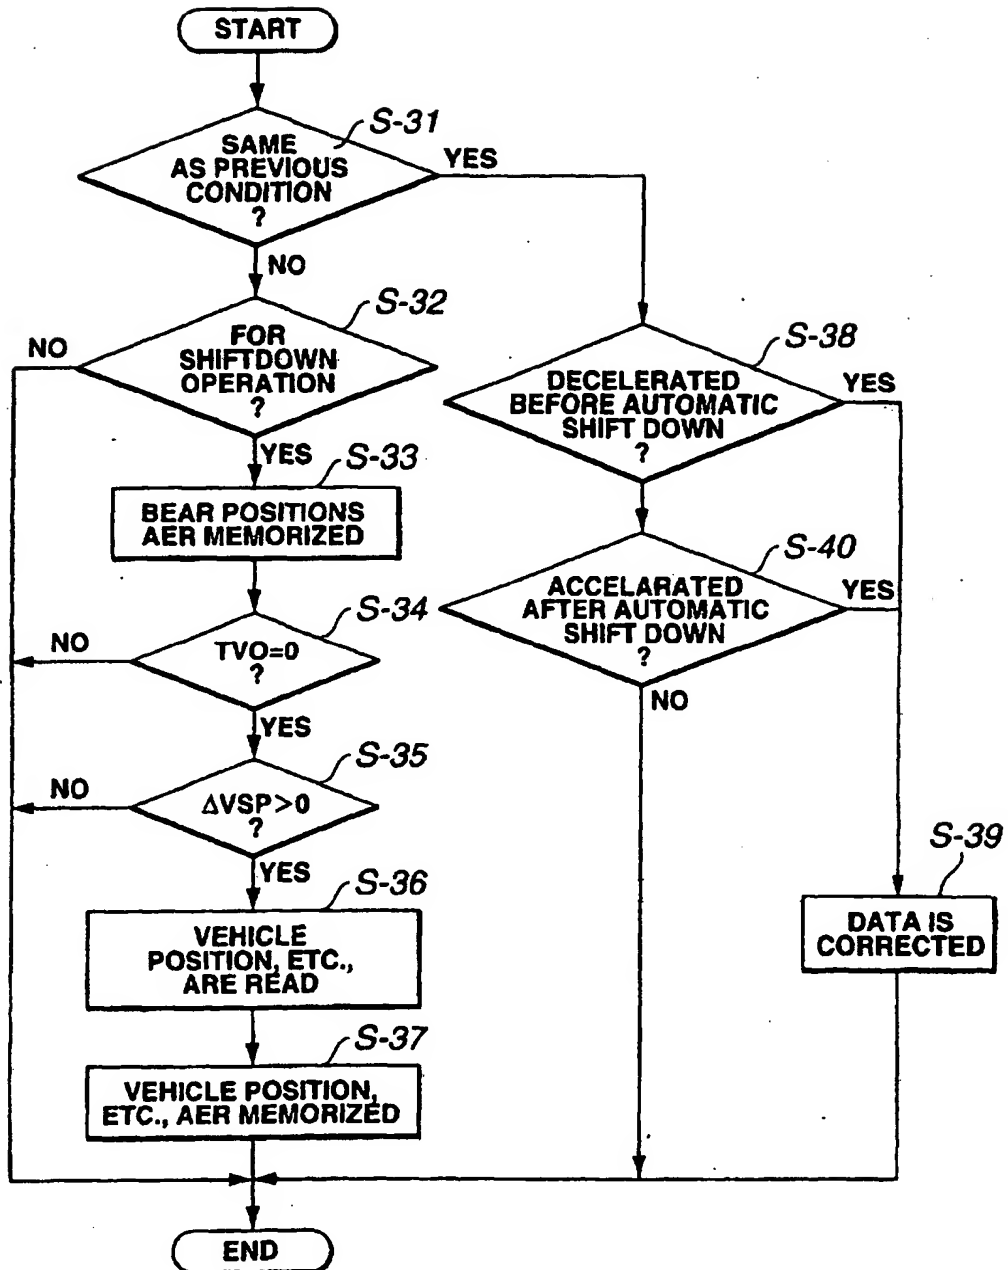 START
S-31
SAME
AS PREVIOUS
CONDITION
?
YES
NO
S-32
FOR
SHIFTDOWN
OPERATION
?
NO
YES
S-33
BEAR POSITIONS
AER MEMORIZED
S-34
TVO=0
?
NO
YES
S-35
ΔVSP>0
?
NO
YES
S-36
VEHICLE
POSITION, ETC.,
ARE READ
S-37
VEHICLE POSITION,
ETC., AER MEMORIZED
S-38
DECELERATED
BEFORE AUTOMATIC
SHIFT DOWN
?
YES
S-40
ACCELARATED
AFTER AUTOMATIC
SHIFT DOWN
?
YES
NO
S-39
DATA IS
CORRECTED
END